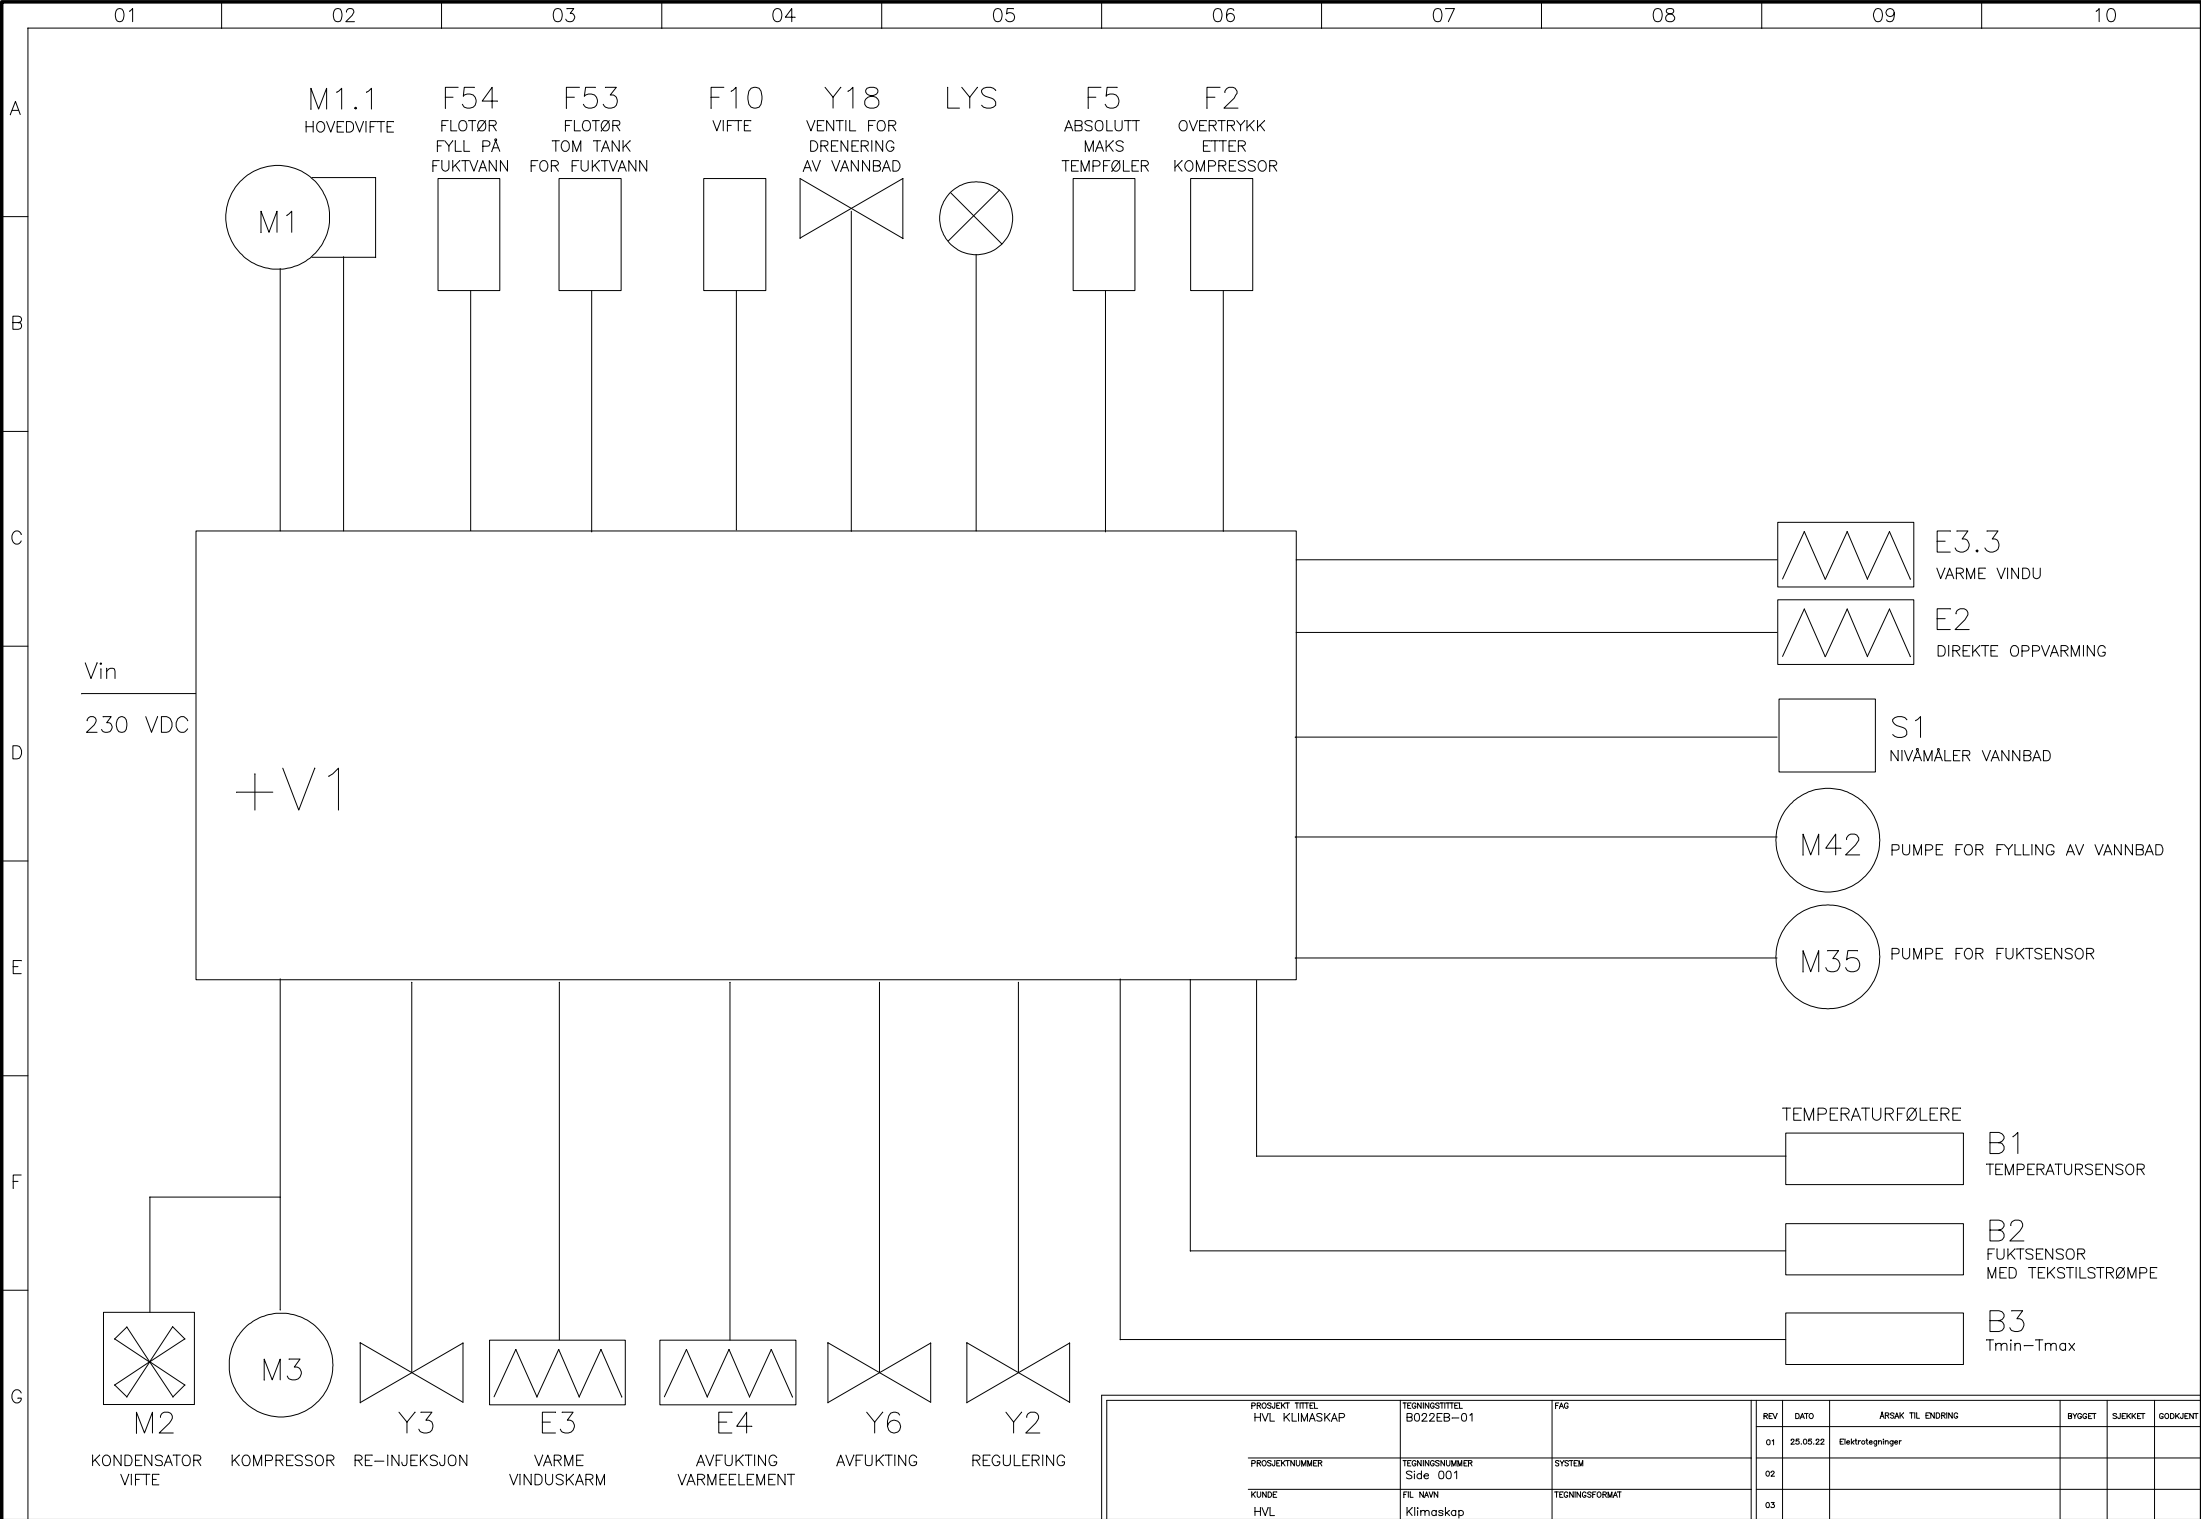 01 02 03 04 05 06 07 08 09 10
A
B
C
D
E
F
G
M1.1
HOVEDVIFTE
M1
F54
FLOTØR
FYLL PÅ
FUKTVANN
F53
FLOTØR
TOM TANK
FOR FUKTVANN
F10
VIFTE
Y18
VENTIL FOR
DRENERING
AV VANNBAD
LYS
F5
ABSOLUTT
MAKS
TEMPFØLER
F2
OVERTRYKK
ETTER
KOMPRESSOR
Vin
230 VDC
+V1
E3.3
VARME VINDU
E2
DIREKTE OPPVARMING
S1
NIVÅMÅLER VANNBAD
M42
PUMPE FOR FYLLING AV VANNBAD
M35
PUMPE FOR FUKTSENSOR
TEMPERATURFØLERE
B1
TEMPERATURSENSOR
B2
FUKTSENSOR
MED TEKSTILSTRØMPE
B3
Tmin-Tmax
M2
KONDENSATOR
VIFTE
M3
KOMPRESSOR
Y3
RE-INJEKSJON
E3
VARME
VINDUSKARM
E4
AVFUKTING
VARMEELEMENT
Y6
AVFUKTING
Y2
REGULERING
PROSJEKT TITTEL
HVL KLIMASKAP
TEGNINGSTITTEL
B022EB-01
FAG
PROSJEKTNUMMER
TEGNINGSNUMMER
Side 001
SYSTEM
KUNDE
HVL
FIL NAVN
Klimaskap
TEGNINGSFORMAT
REV DATO ÅRSAK TIL ENDRING BYGGET SJEKKET GODKJENT
01 25.05.22 Elektrotegninger
02
03